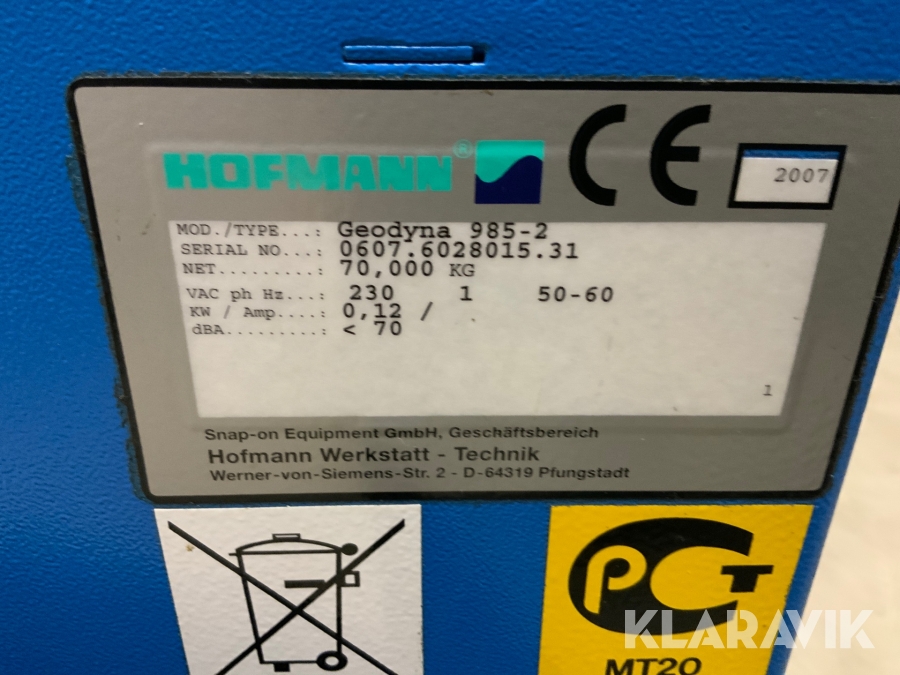 HOFMANN® CE 2007
MOD./TYPE...: Geodyna 985-2
SERIAL NO...: 0607.6028015.31
NET.........: 70,000 KG
VAC ph Hz...: 230 1 50-60
KW / Amp....: 0,12 /
dBA.........: < 70
1
Snap-on Equipment GmbH, Geschäftsbereich
Hofmann Werkstatt - Technik
Werner-von-Siemens-Str. 2 - D-64319 Pfungstadt
PCT
KLARAVIK
MT20